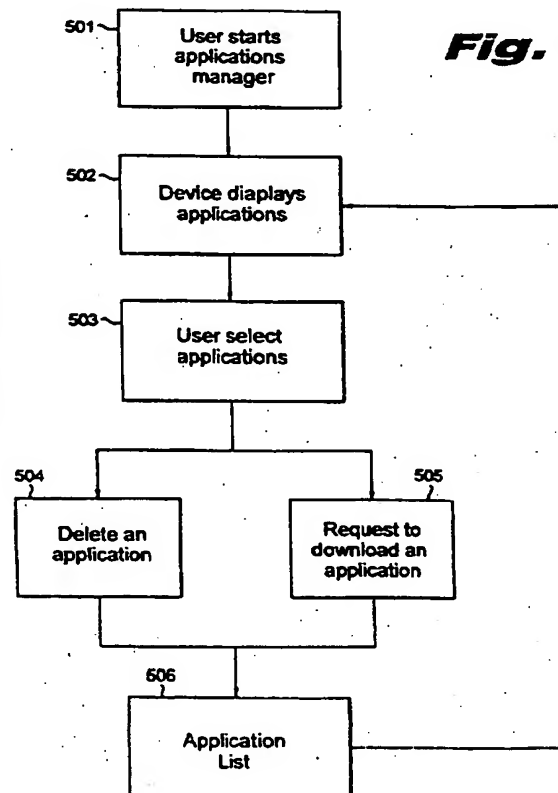 501
User starts
applications
manager
Fig.
502
Device diaplays
applications
503
User select
applications
504
Delete an
application
505
Request to
download an
application
506
Application
List